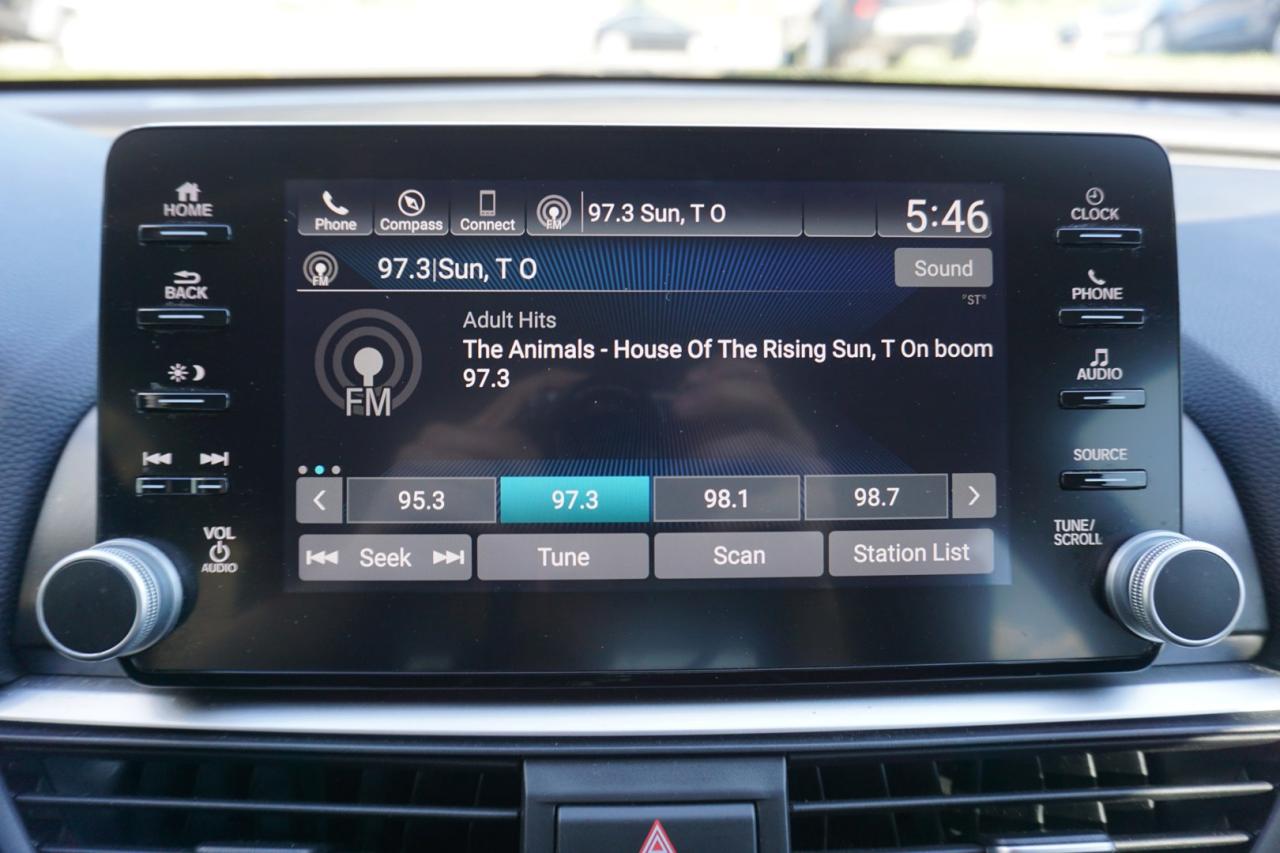 HOME
BACK
VOL
AUDIO
Phone
Compass
Connect
FM
97.3 Sun, T O
5:46
FM
97.3|Sun, T O
Sound
"ST"
FM
Adult Hits
The Animals - House Of The Rising Sun, T On boom
97.3
95.3
97.3
98.1
98.7
Seek
Tune
Scan
Station List
CLOCK
PHONE
AUDIO
SOURCE
TUNE/
SCROLL